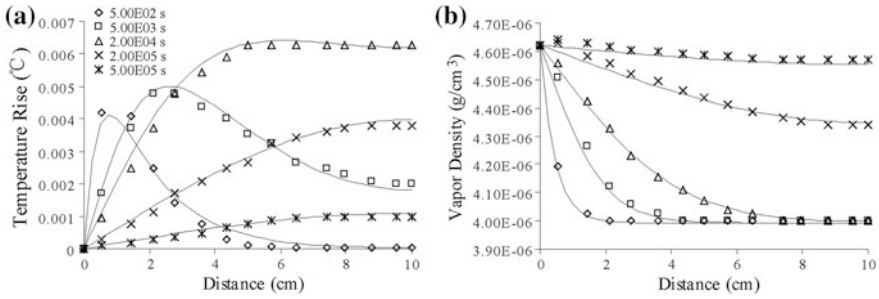 (a)
0.007
0.006
0.005
0.004
0.003
0.002
0.001
0
Temperature Rise (℃)
5.00E02 s
5.00E03 s
2.00E04 s
2.00E05 s
5.00E05 s
0 2 4 6 8 10
Distance (cm)
(b)
4.70E-06
4.60E-06
4.50E-06
4.40E-06
4.30E-06
4.20E-06
4.10E-06
4.00E-06
3.90E-06
Vapor Density (g/cm³)
0 2 4 6 8 10
Distance (cm)